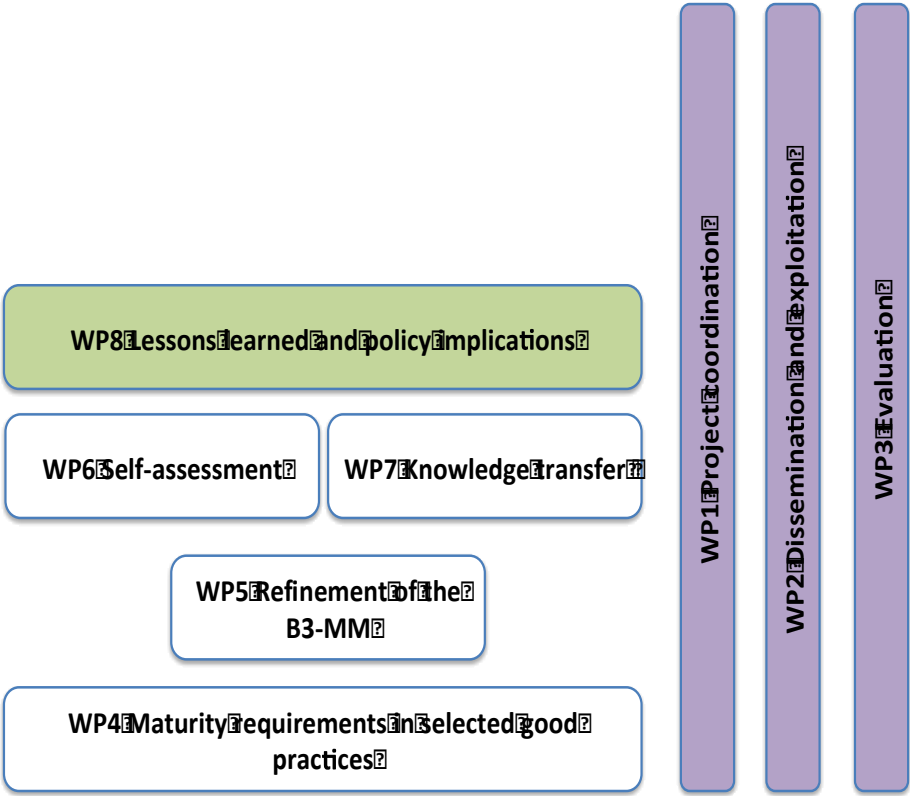 WP8 Lessons learned and policy implications
WP6 Self-assessment
WP7 Knowledge transfer
WP5 Refinement of the
B3-MM
WP4 Maturity requirements in selected good
practices
WP1 Project coordination
WP2 Dissemination and exploitation
WP3 Evaluation